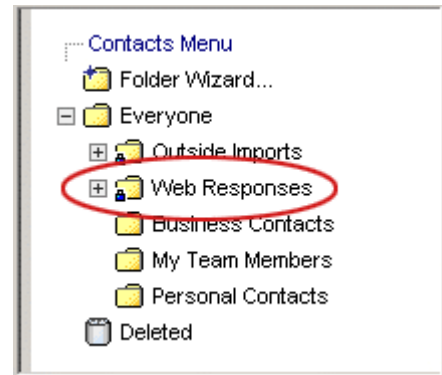 Contacts Menu
Folder Wizard...
Everyone
Outside Imports
Web Responses
Business Contacts
My Team Members
Personal Contacts
Deleted